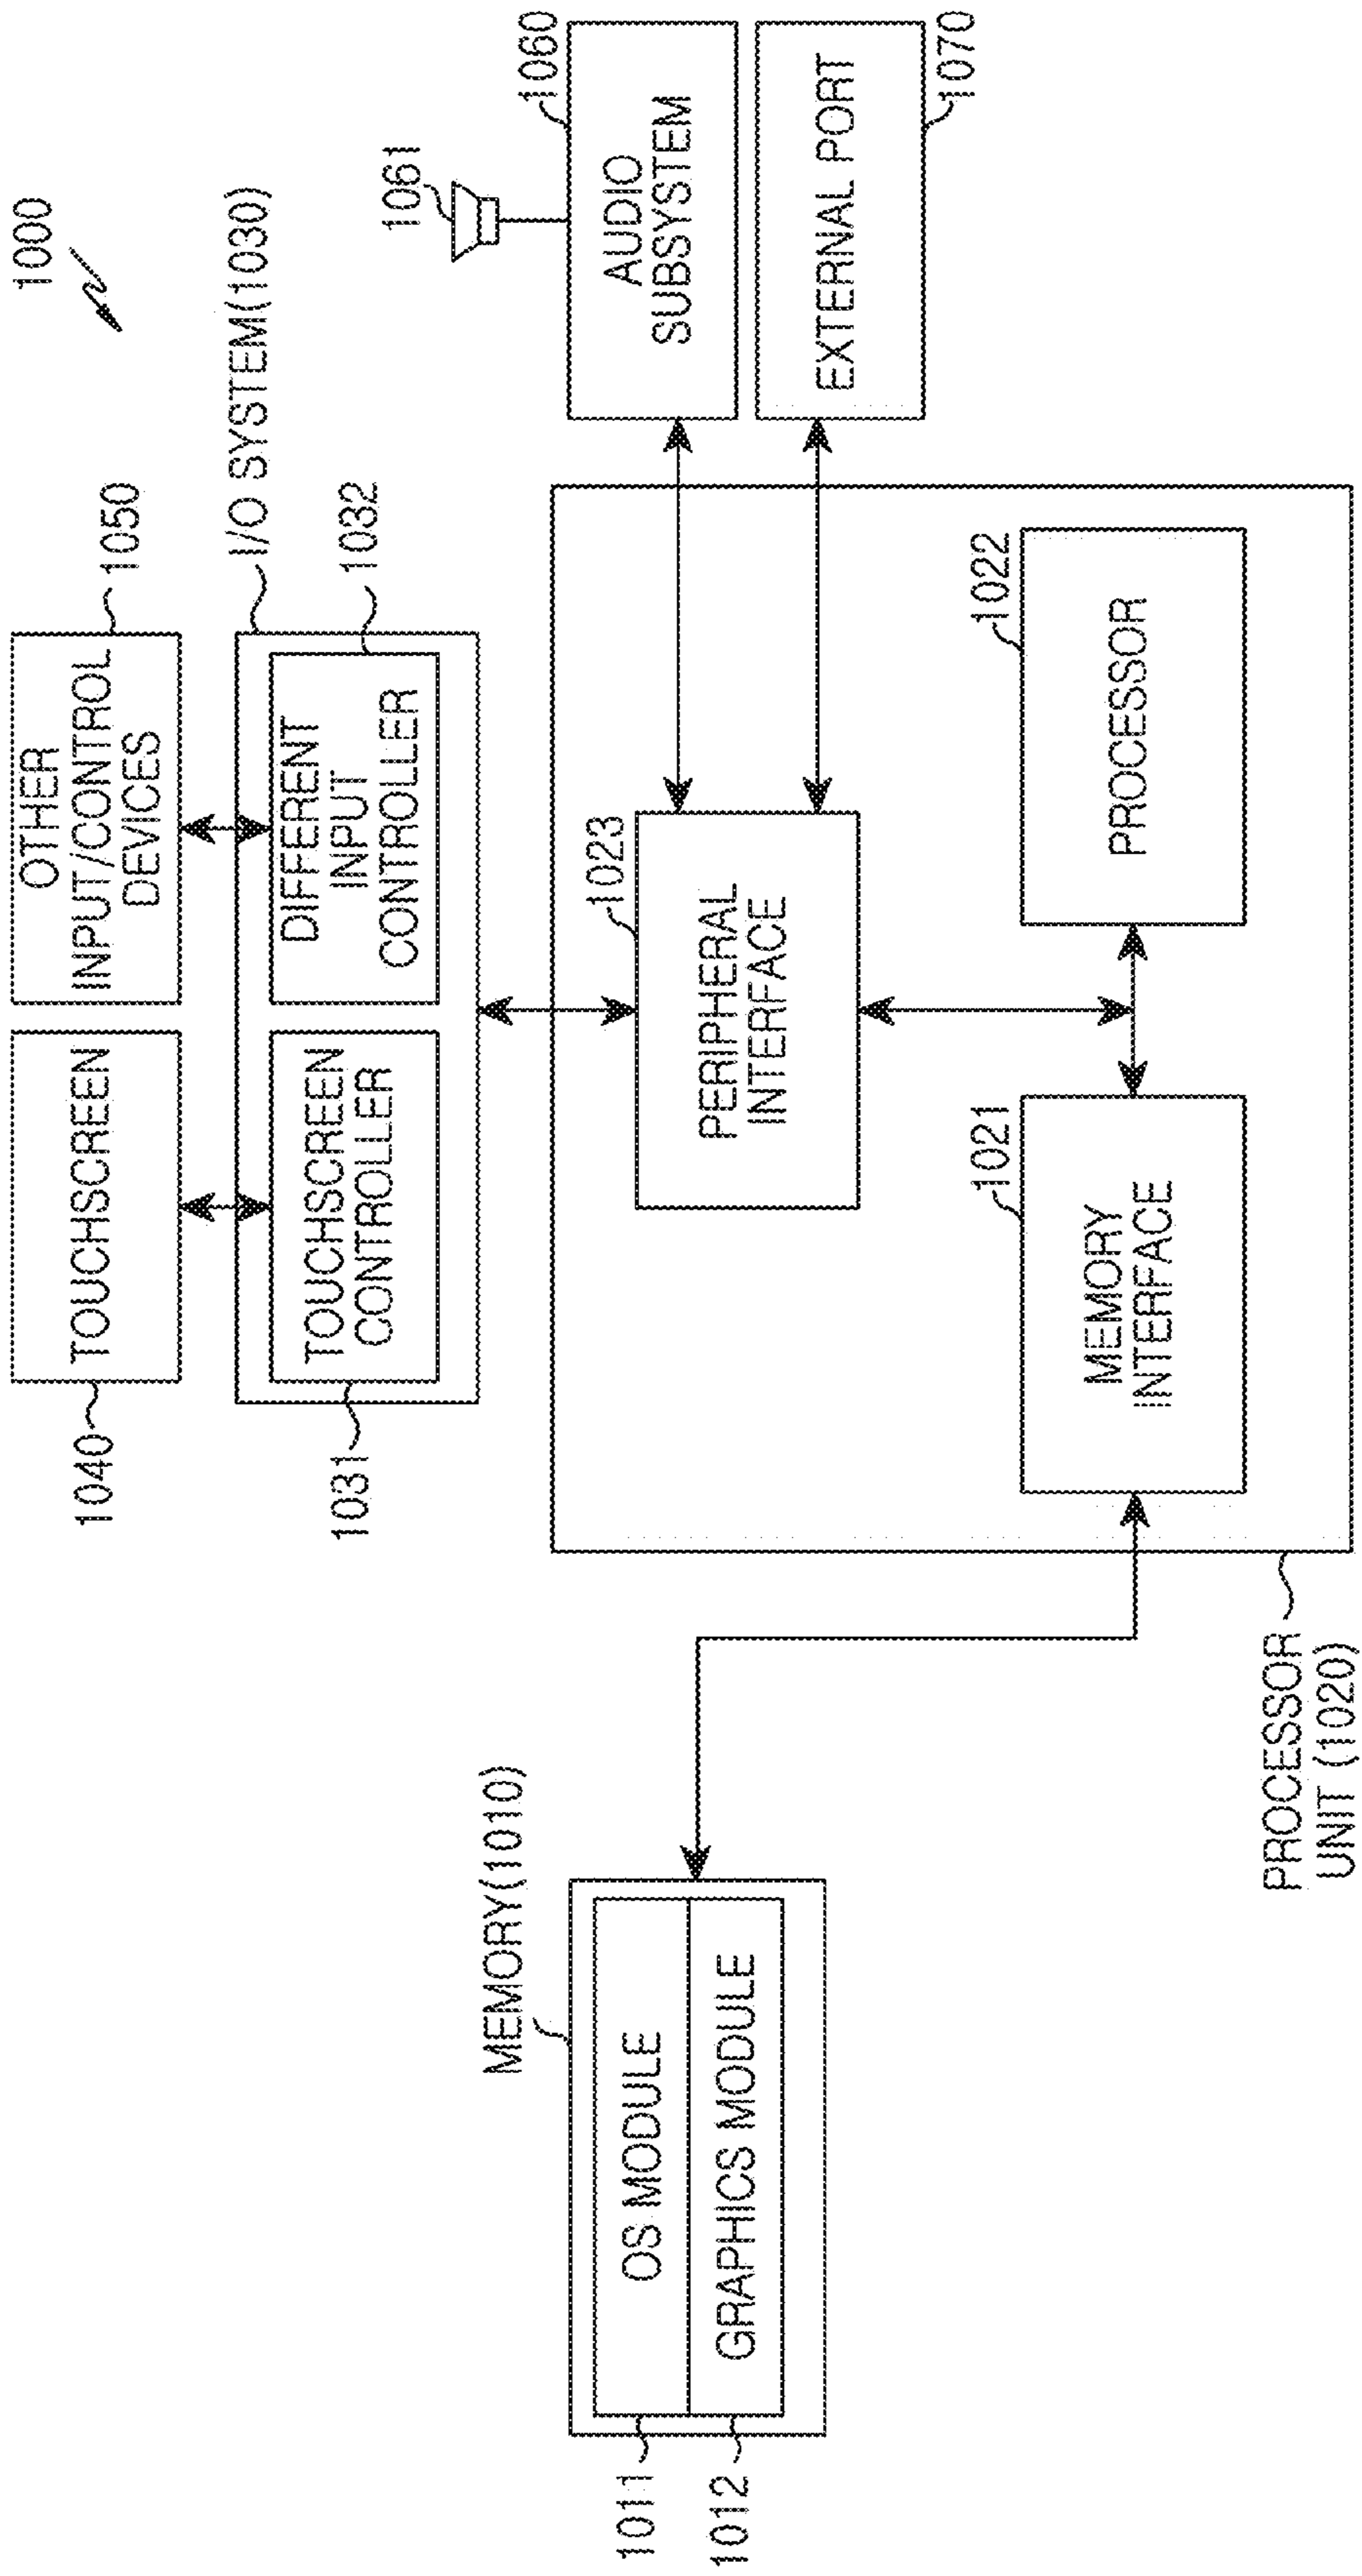 1000
1040
TOUCHSCREEN
OTHER
INPUT/CONTROL
DEVICES
1050
I/O SYSTEM(1030)
1031
TOUCHSCREEN
CONTROLLER
DIFFERENT
INPUT
CONTROLLER
1032
1061
MEMORY(1010)
1011
OS MODULE
1012
GRAPHICS MODULE
1023
PERIPHERAL
INTERFACE
1060
AUDIO
SUBSYSTEM
EXTERNAL PORT
1070
1021
MEMORY
INTERFACE
1022
PROCESSOR
PROCESSOR
UNIT (1020)